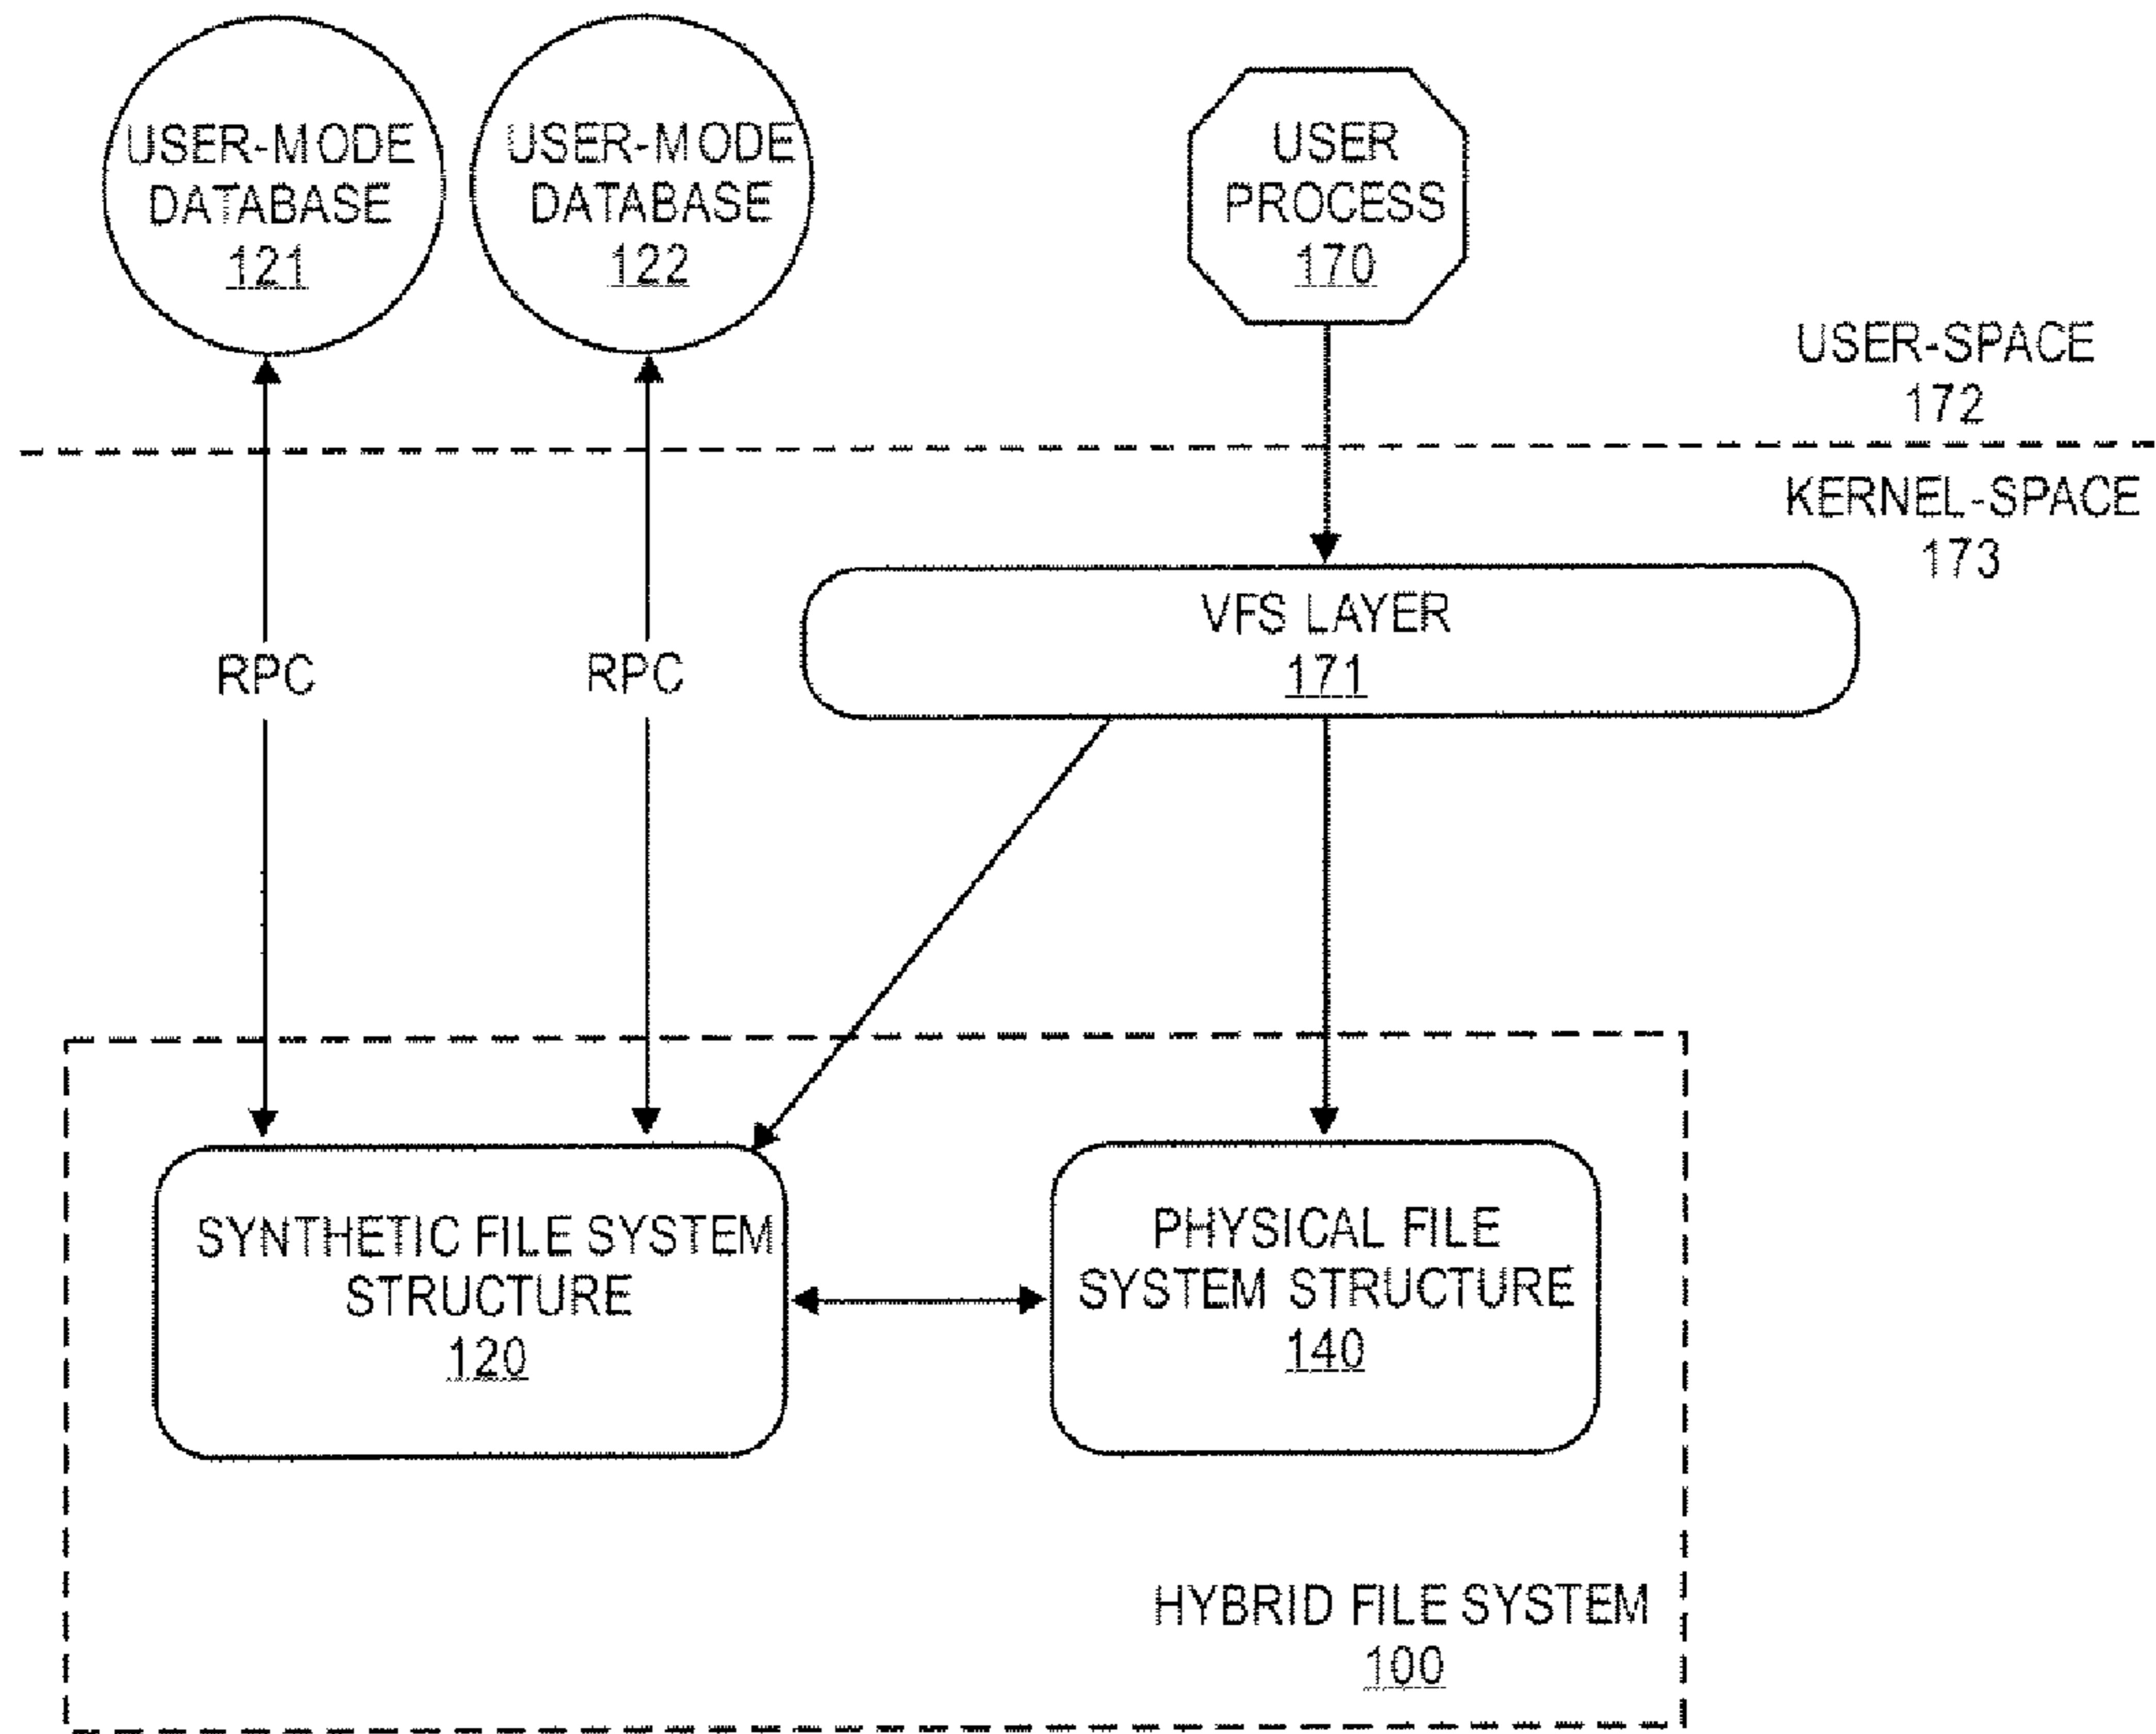 USER-MODE
DATABASE
121
USER-MODE
DATABASE
122
USER
PROCESS
170
USER-SPACE
172
KERNEL-SPACE
173
VFS LAYER
171
RPC
RPC
SYNTHETIC FILE SYSTEM
STRUCTURE
120
PHYSICAL FILE
SYSTEM STRUCTURE
140
HYBRID FILE SYSTEM
100